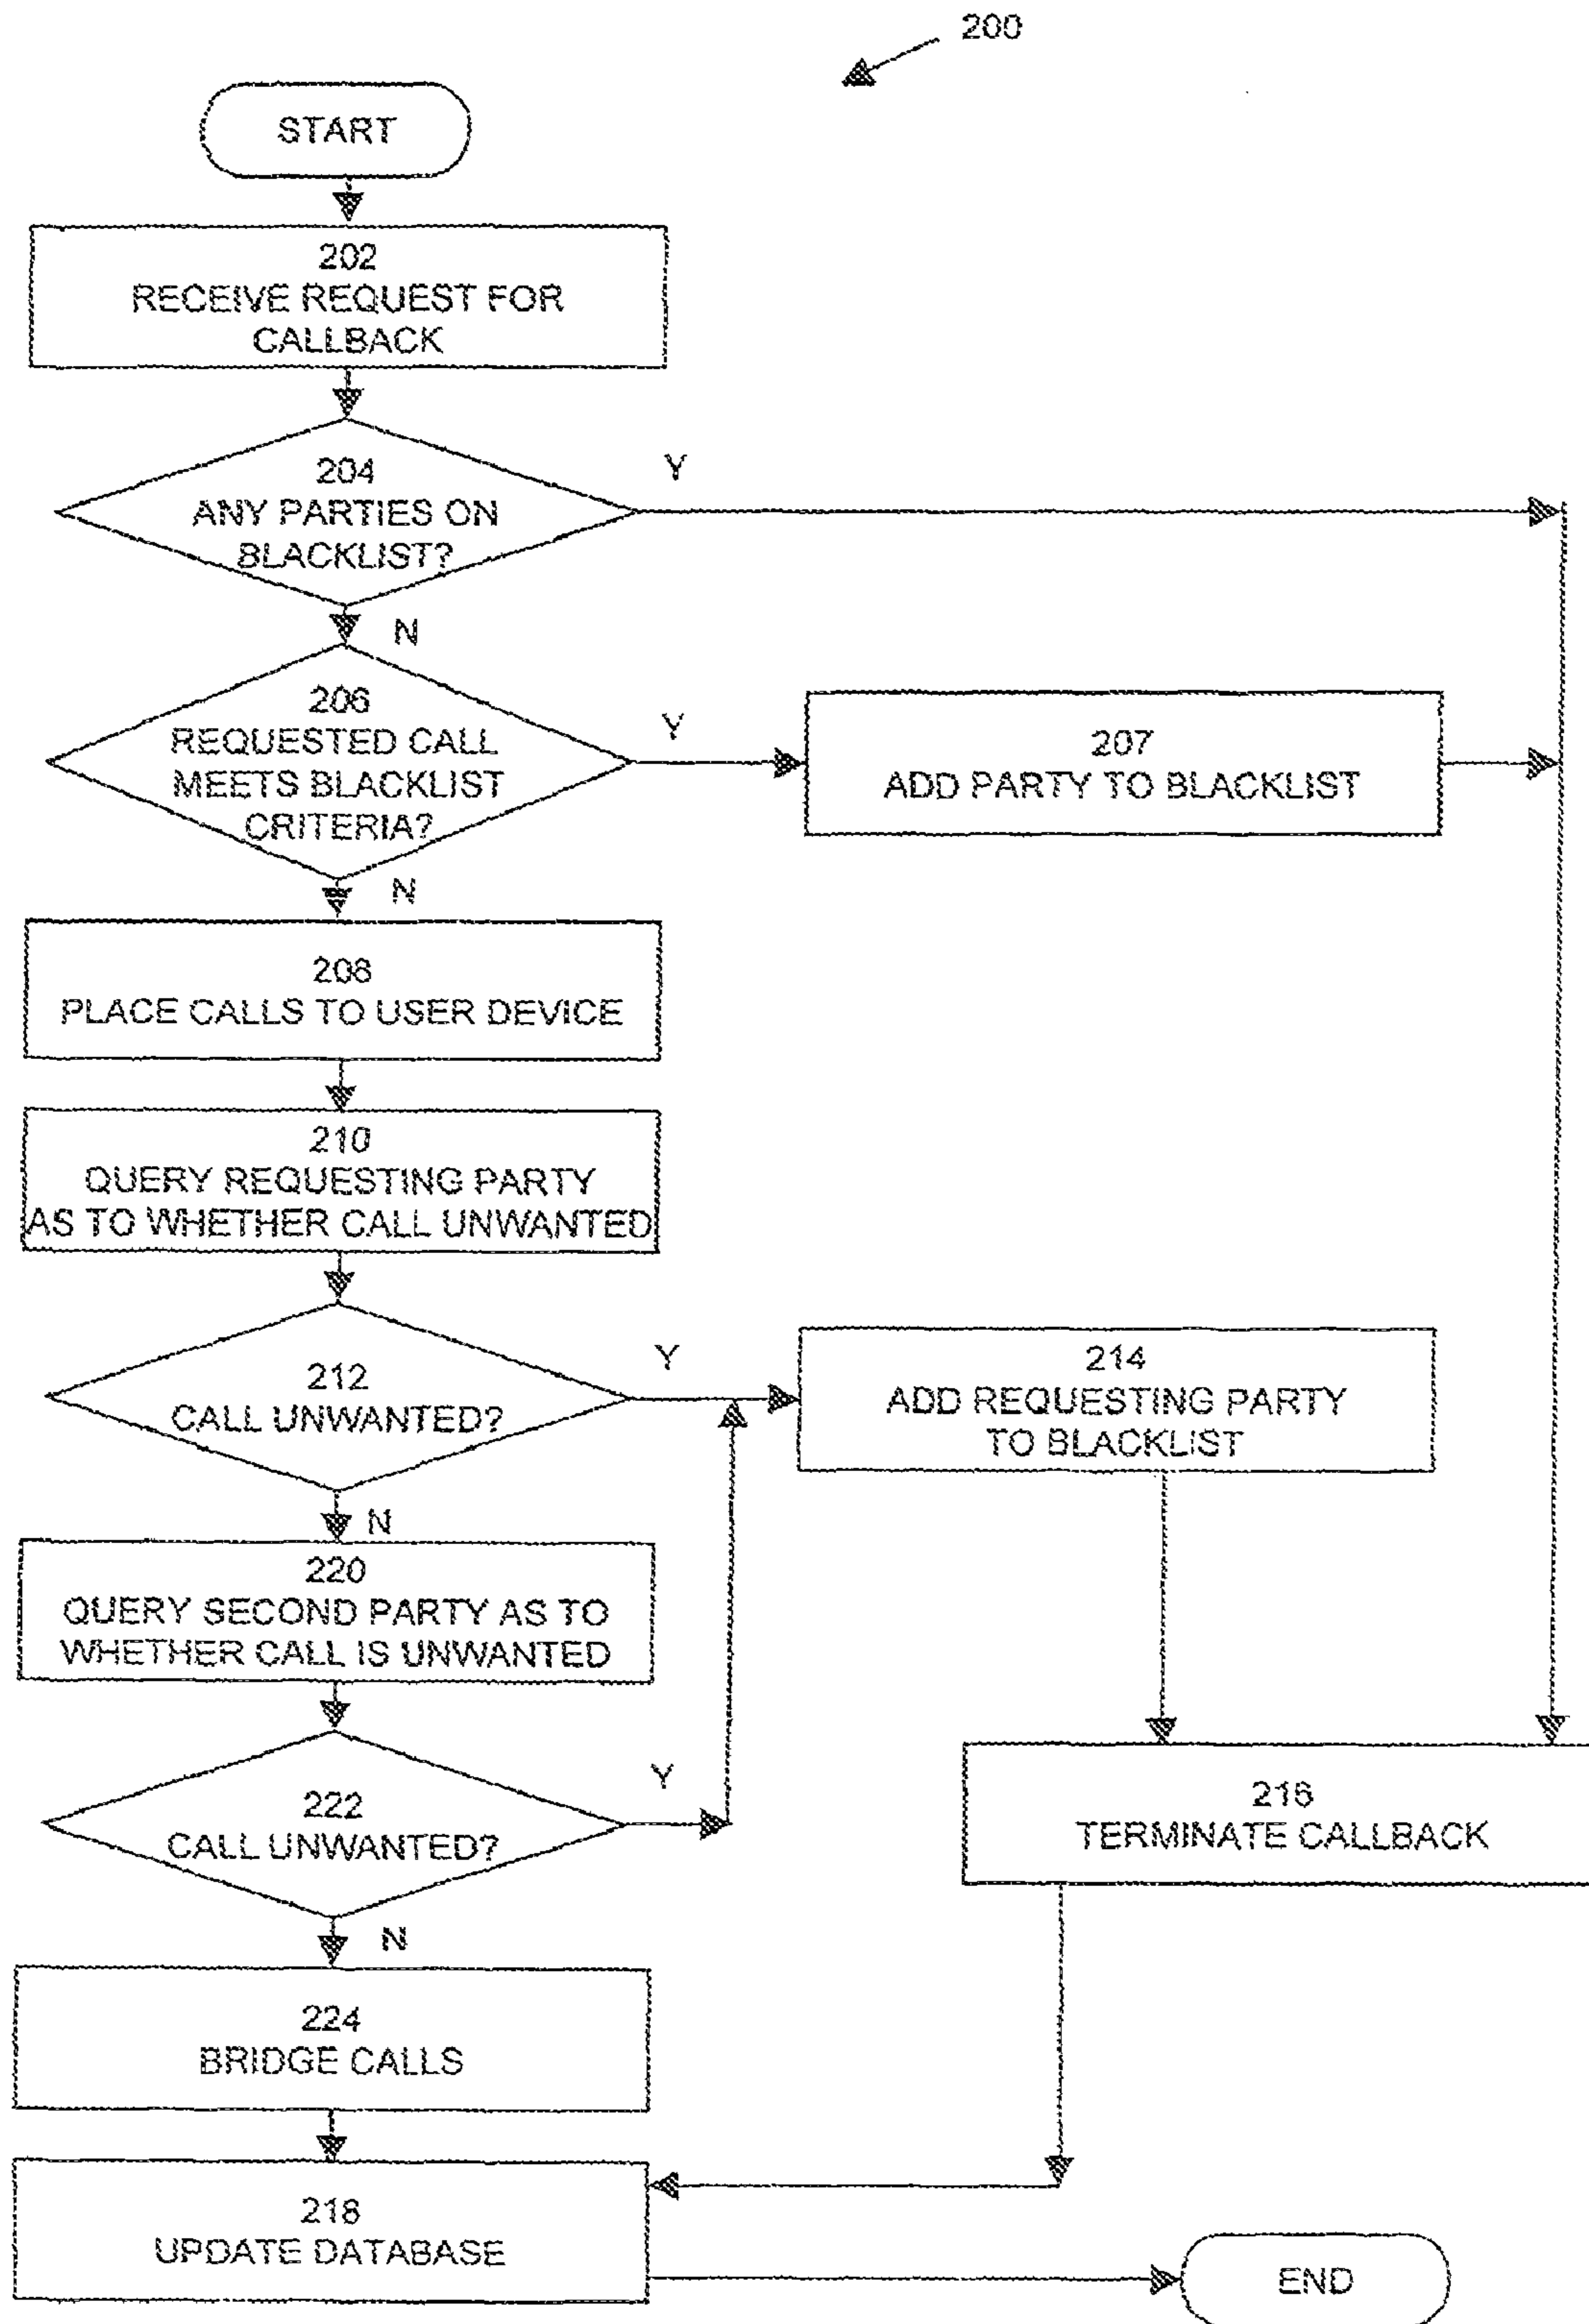 200
START
202
RECEIVE REQUEST FOR
CALLBACK
204
ANY PARTIES ON
BLACKLIST?
Y
N
206
REQUESTED CALL
MEETS BLACKLIST
CRITERIA?
Y
207
ADD PARTY TO BLACKLIST
N
208
PLACE CALLS TO USER DEVICE
210
QUERY REQUESTING PARTY
AS TO WHETHER CALL UNWANTED
212
CALL UNWANTED?
Y
214
ADD REQUESTING PARTY
TO BLACKLIST
N
220
QUERY SECOND PARTY AS TO
WHETHER CALL IS UNWANTED
222
CALL UNWANTED?
Y
216
TERMINATE CALLBACK
N
224
BRIDGE CALLS
218
UPDATE DATABASE
END